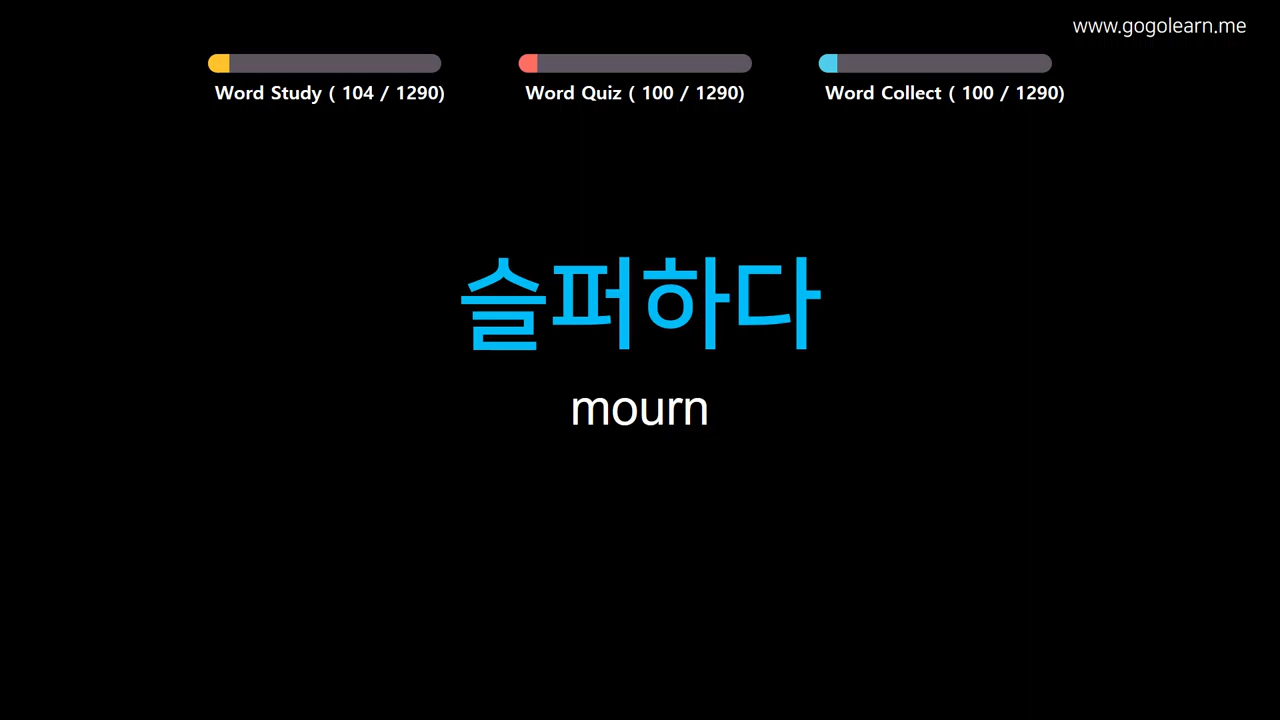 www.gogolearn.me
Word Study ( 104 / 1290)
Word Quiz ( 100 / 1290)
Word Collect ( 100 / 1290)
슬퍼하다
mourn